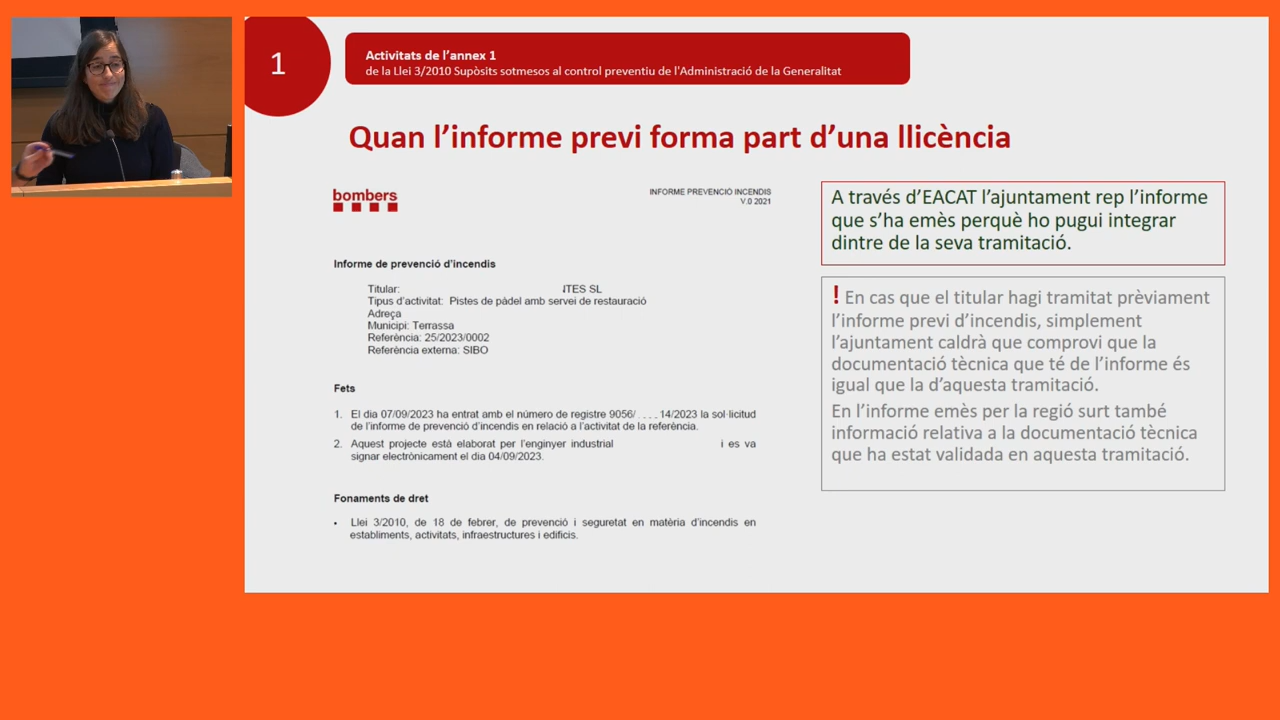 1
Activitats de l'annex 1
de la Llei 3/2010 Supòsits sotmesos al control preventiu de l'Administració de la Generalitat
Quan l'informe previ forma part d'una llicència
bombers
INFORME PREVENCIÓ INCENDIS
V.0 2021
Informe de prevenció d'incendis
Titular: ITES SL
Tipus d'activitat: Pistes de pàdel amb servei de restauració
Adreça
Municipi: Terrassa
Referència: 25/2023/0002
Referència externa: SIBO
Fets
1. El dia 07/09/2023 ha entrat amb el número de registre 9056/ . . . . 14/2023 la sol·licitud
de l'informe de prevenció d'incendis en relació a l'activitat de la referència.
2. Aquest projecte està elaborat per l'enginyer industrial i es va
signar electrònicament el dia 04/09/2023.
Fonaments de dret
• Llei 3/2010, de 18 de febrer, de prevenció i seguretat en matèria d'incendis en
establiments, activitats, infraestructures i edificis.
A través d'EACAT l'ajuntament rep l'informe
que s'ha emès perquè ho pugui integrar
dintre de la seva tramitació.
! En cas que el titular hagi tramitat prèviament
l'informe previ d'incendis, simplement
l'ajuntament caldrà que comprovi que la
documentació tècnica que té de l'informe és
igual que la d'aquesta tramitació.
En l'informe emès per la regió surt també
informació relativa a la documentació tècnica
que ha estat validada en aquesta tramitació.